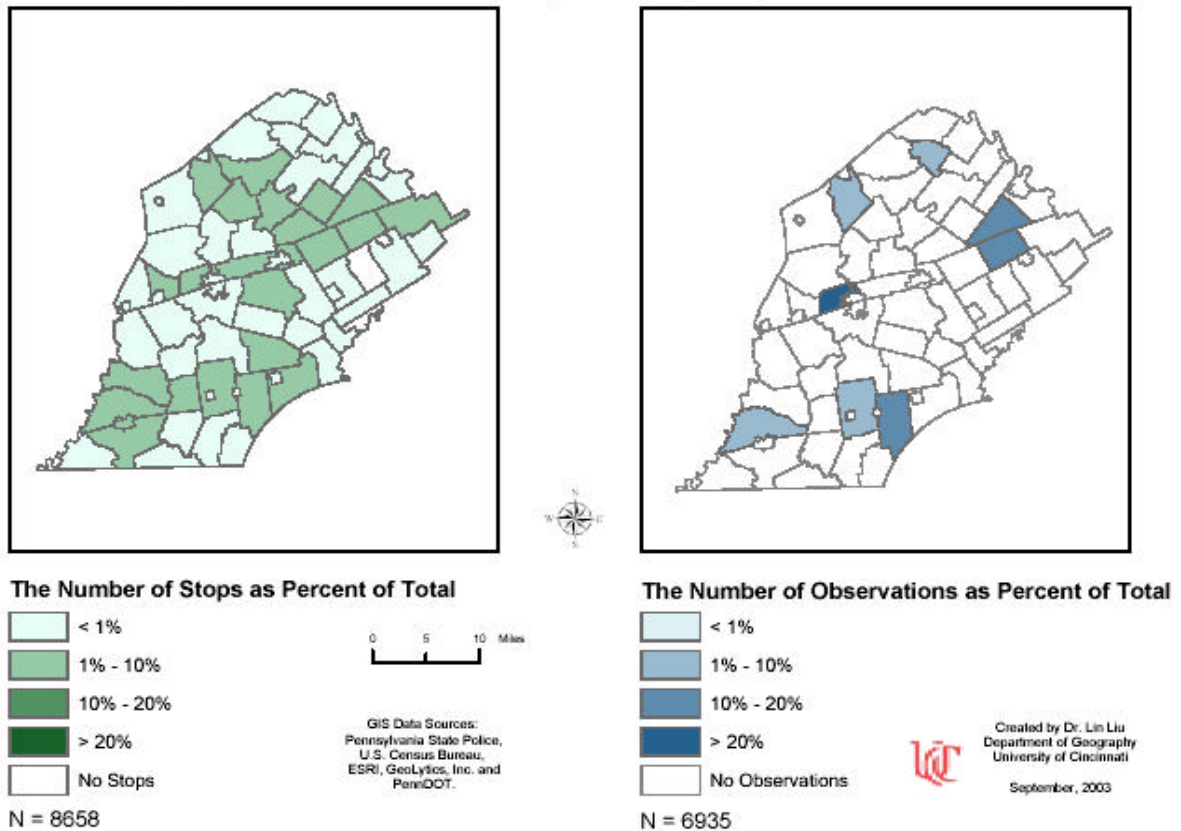 N
W E
S
The Number of Stops as Percent of Total
< 1%
1% - 10%
10% - 20%
> 20%
No Stops
N = 8658
0 5 10 Miles
GIS Data Sources:
Pennsylvania State Police,
U.S. Census Bureau,
ESRI, GeoLytics, Inc. and
PennDOT.
The Number of Observations as Percent of Total
< 1%
1% - 10%
10% - 20%
> 20%
No Observations
N = 6935
UC
Created by Dr. Lin Liu
Department of Geography
University of Cincinnati
September, 2003